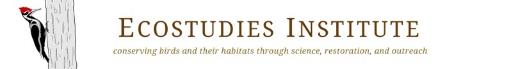 Ecostudies Institute
conserving birds and their habitats through science, restoration, and outreach